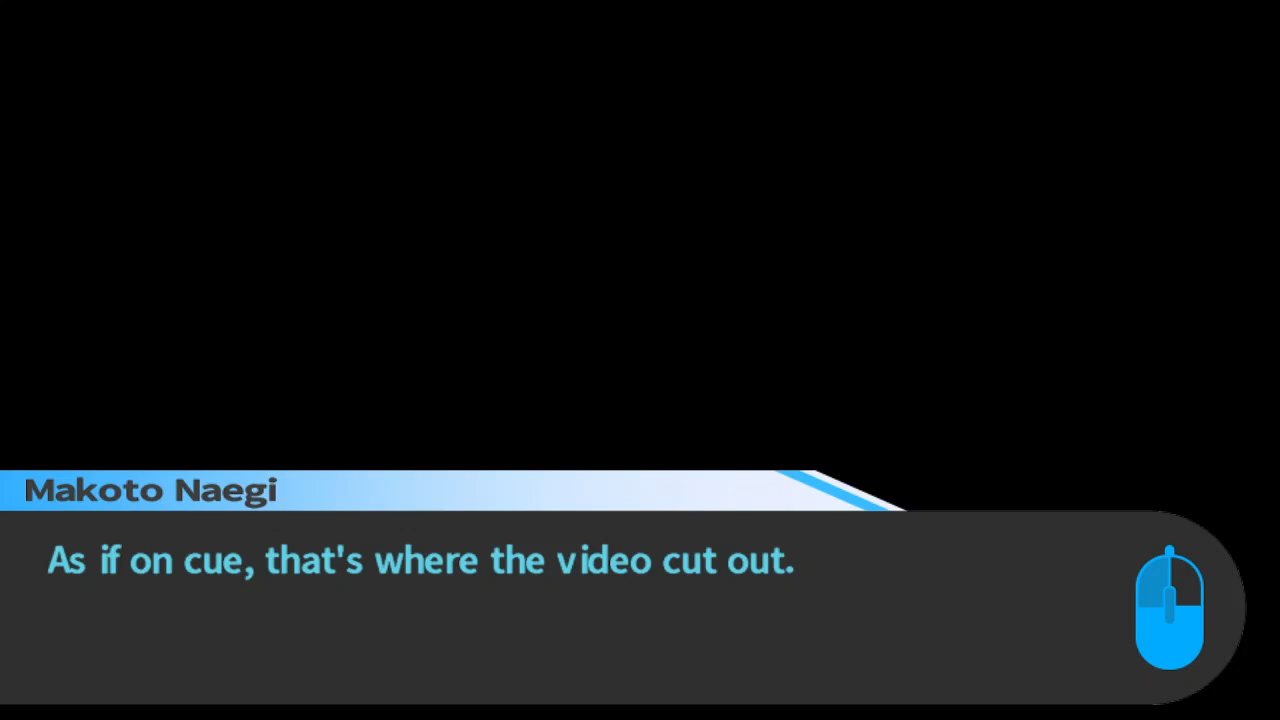 Makoto Naegi
As if on cue, that's where the video cut out.